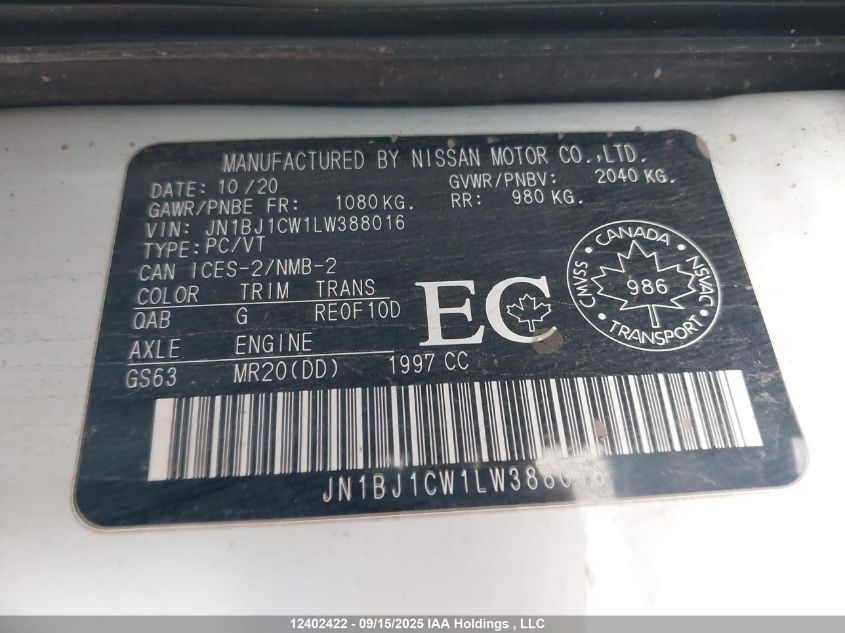 MANUFACTURED BY NISSAN MOTOR CO.,LTD.
DATE: 10 /20 GVWR/PNBV: 2040 KG.
GAWR/PNBE FR: 1080 KG. RR: 980 KG.
VIN: JN1BJ1CW1LW388016
TYPE: PC/VT
CAN ICES-2/NMB-2
COLOR TRIM TRANS
QAB G RE0F10D
AXLE ENGINE
GS63 MR20(DD) 1997 CC
EC
CANADA
CMVSS 986 NSVAC
TRANSPORT
JN1BJ1CW1LW388016
12402422 - 09/15/2025 IAA Holdings , LLC